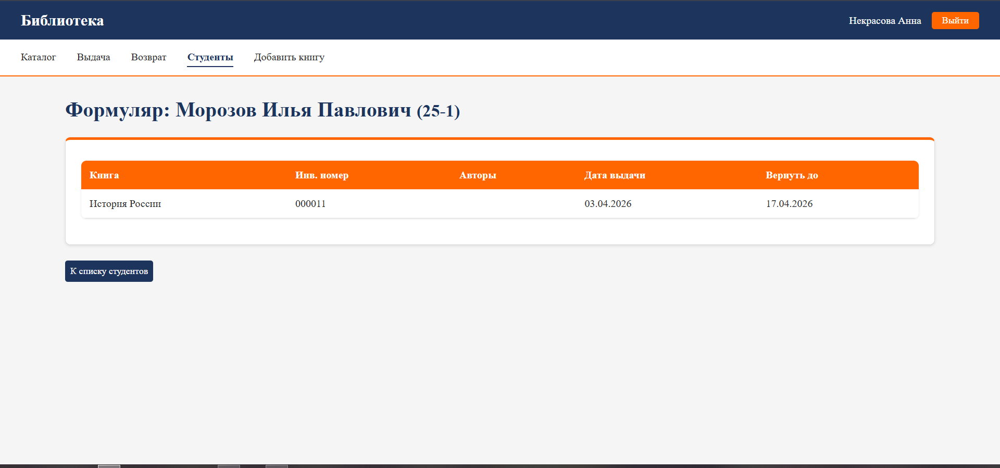 Библиотека
Некрасова Анна Выйти
Каталог Выдача Возврат Студенты Добавить книгу
Формуляр: Морозов Илья Павлович (25-1)
Книга Инв. номер Авторы Дата выдачи Вернуть до
История России 000011 03.04.2026 17.04.2026
К списку студентов